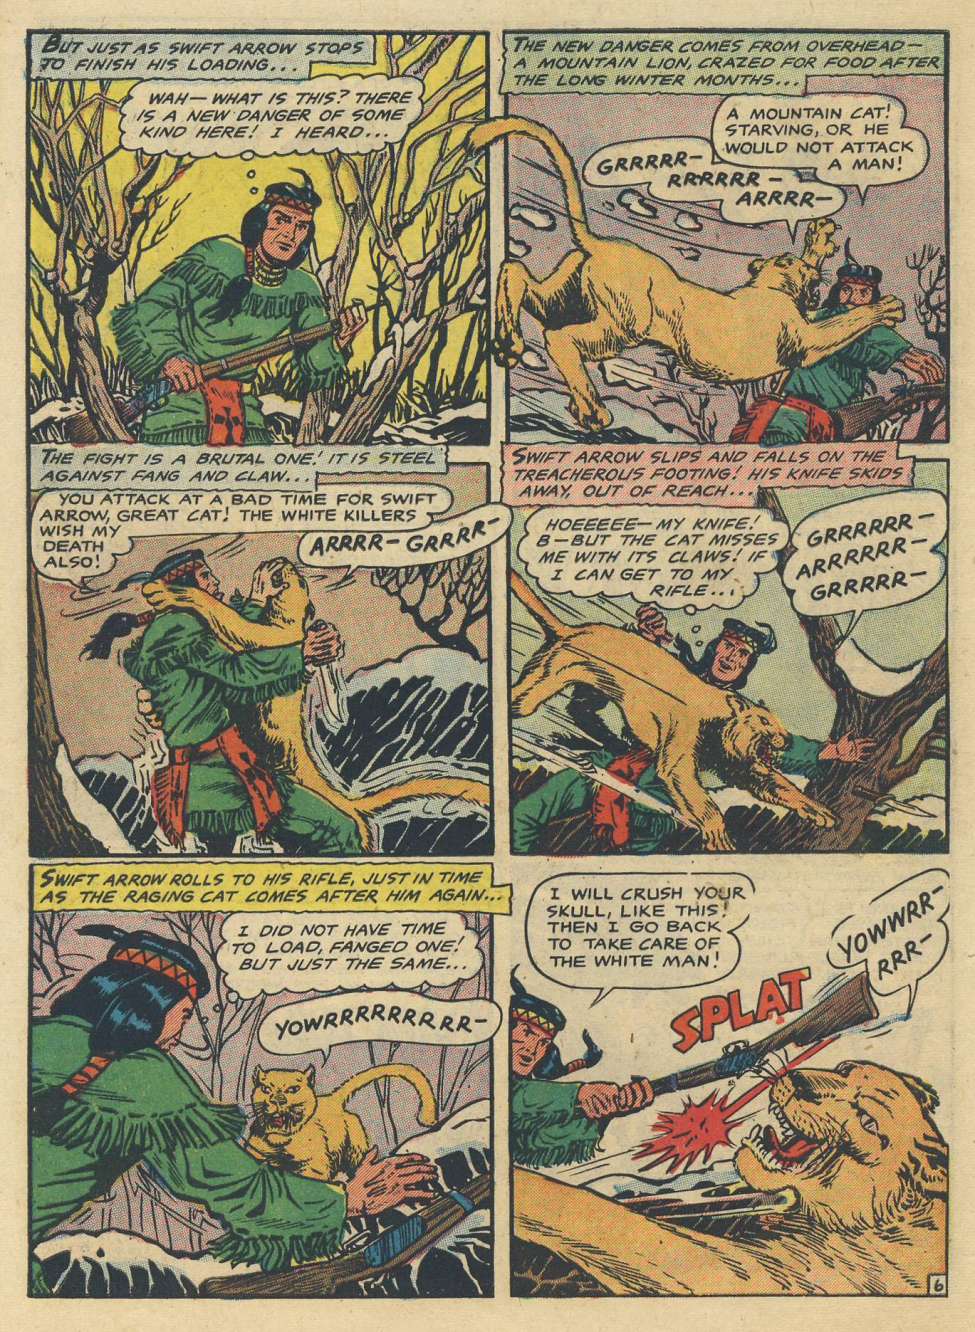 BUT JUST AS SWIFT ARROW STOPS
TO FINISH HIS LOADING...
WAH—WHAT IS THIS? THERE
IS A NEW DANGER OF SOME
KIND HERE! I HEARD...
THE NEW DANGER COMES FROM OVERHEAD—
A MOUNTAIN LION, CRAZED FOR FOOD AFTER
THE LONG WINTER MONTHS...
A MOUNTAIN CAT!
STARVING, OR HE
WOULD NOT ATTACK
A MAN!
GRRRRR-
RRRRRR-
ARRRR-
THE FIGHT IS A BRUTAL ONE! IT IS STEEL
AGAINST FANG AND CLAW...
YOU ATTACK AT A BAD TIME FOR SWIFT
ARROW, GREAT CAT! THE WHITE KILLERS
WISH MY
DEATH
ALSO!
ARRRR-GRRRR-
SWIFT ARROW SLIPS AND FALLS ON THE
TREACHEROUS FOOTING! HIS KNIFE SKIDS
AWAY, OUT OF REACH...
HOEEEEE—MY KNIFE!
B-BUT THE CAT MISSES
ME WITH ITS CLAWS! IF
I CAN GET TO MY
RIFLE...
GRRRRRR-
ARRRRRR-
GRRRRR-
SWIFT ARROW ROLLS TO HIS RIFLE, JUST IN TIME
AS THE RAGING CAT COMES AFTER HIM AGAIN...
I DID NOT HAVE TIME
TO LOAD, FANGED ONE!
BUT JUST THE SAME...
YOWRRRRRRRRR-
I WILL CRUSH YOUR
SKULL, LIKE THIS!
THEN I GO BACK
TO TAKE CARE OF
THE WHITE MAN!
SPLAT
YOWWRR
RRR-
6